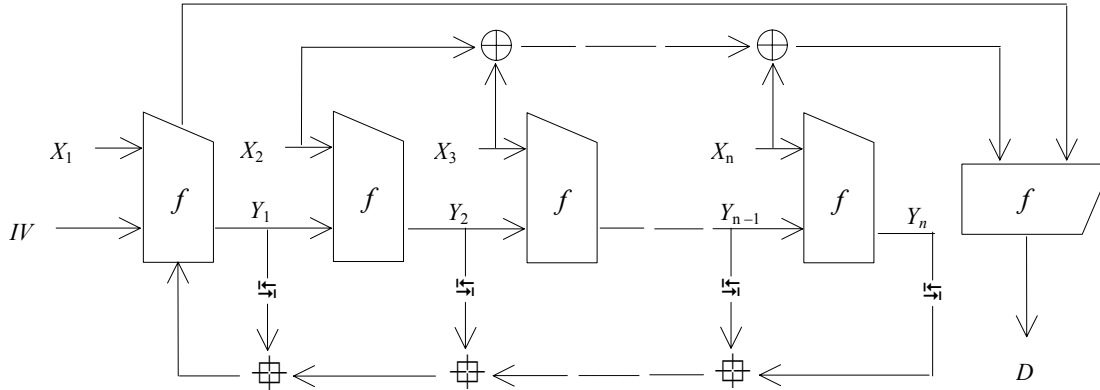 X₁ X₂ X₃ Xₙ
f f f f f
IV Y₁ Y₂ Yₙ₋₁ Yₙ
D